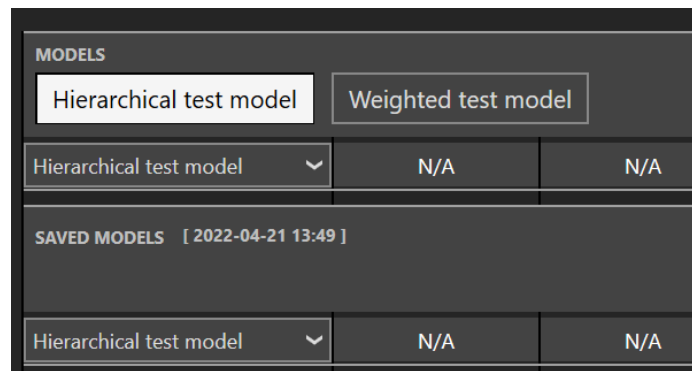 MODELS
Hierarchical test model Weighted test model
Hierarchical test model N/A N/A
SAVED MODELS [ 2022-04-21 13:49 ]
Hierarchical test model N/A N/A